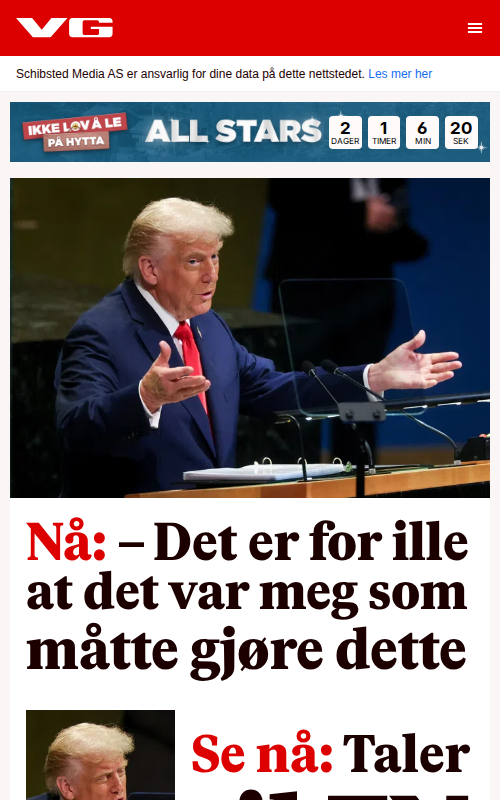 VG
Schibsted Media AS er ansvarlig for dine data på dette nettstedet. Les mer her
IKKE LOV Å LE
PÅ HYTTA
ALL STARS
2 1 6 20
DAGER TIMER MIN SEK
Nå: – Det er for ille
at det var meg som
måtte gjøre dette
Se nå: Taler